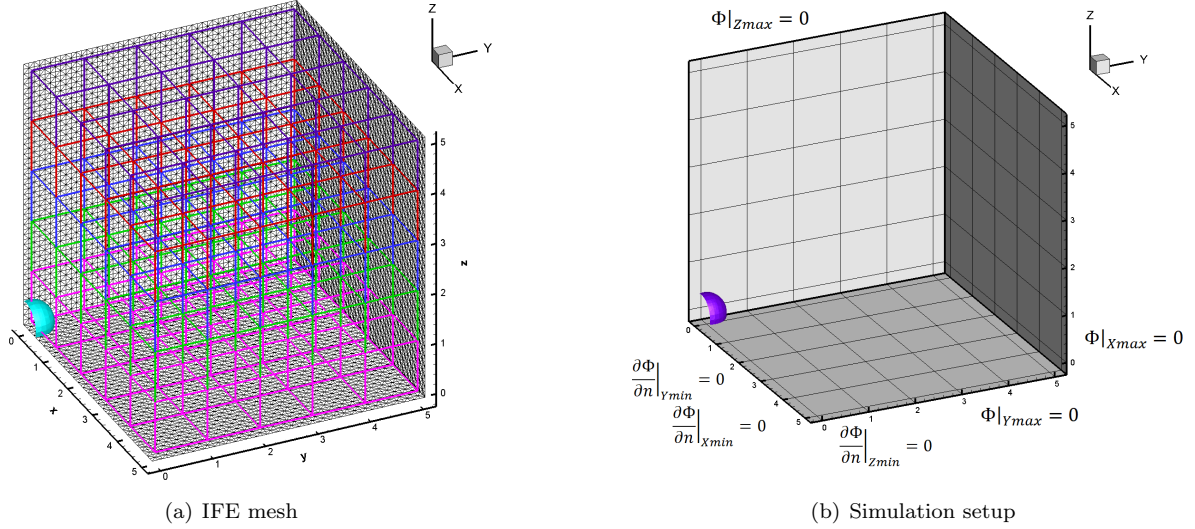 Z
Y
X
5
4
3
2
1
0
z
0
1
2
3
4
5
x
0
1
2
3
4
5
y
(a) IFE mesh
Φ|Zmax = 0
Z
Y
X
5
4
3
2
1
0
Φ|Xmax = 0
0
1
2
3
4
5
0
1
2
3
4
5
∂Φ/∂n|Ymin = 0
∂Φ/∂n|Xmin = 0
∂Φ/∂n|Zmin = 0
Φ|Ymax = 0
(b) Simulation setup